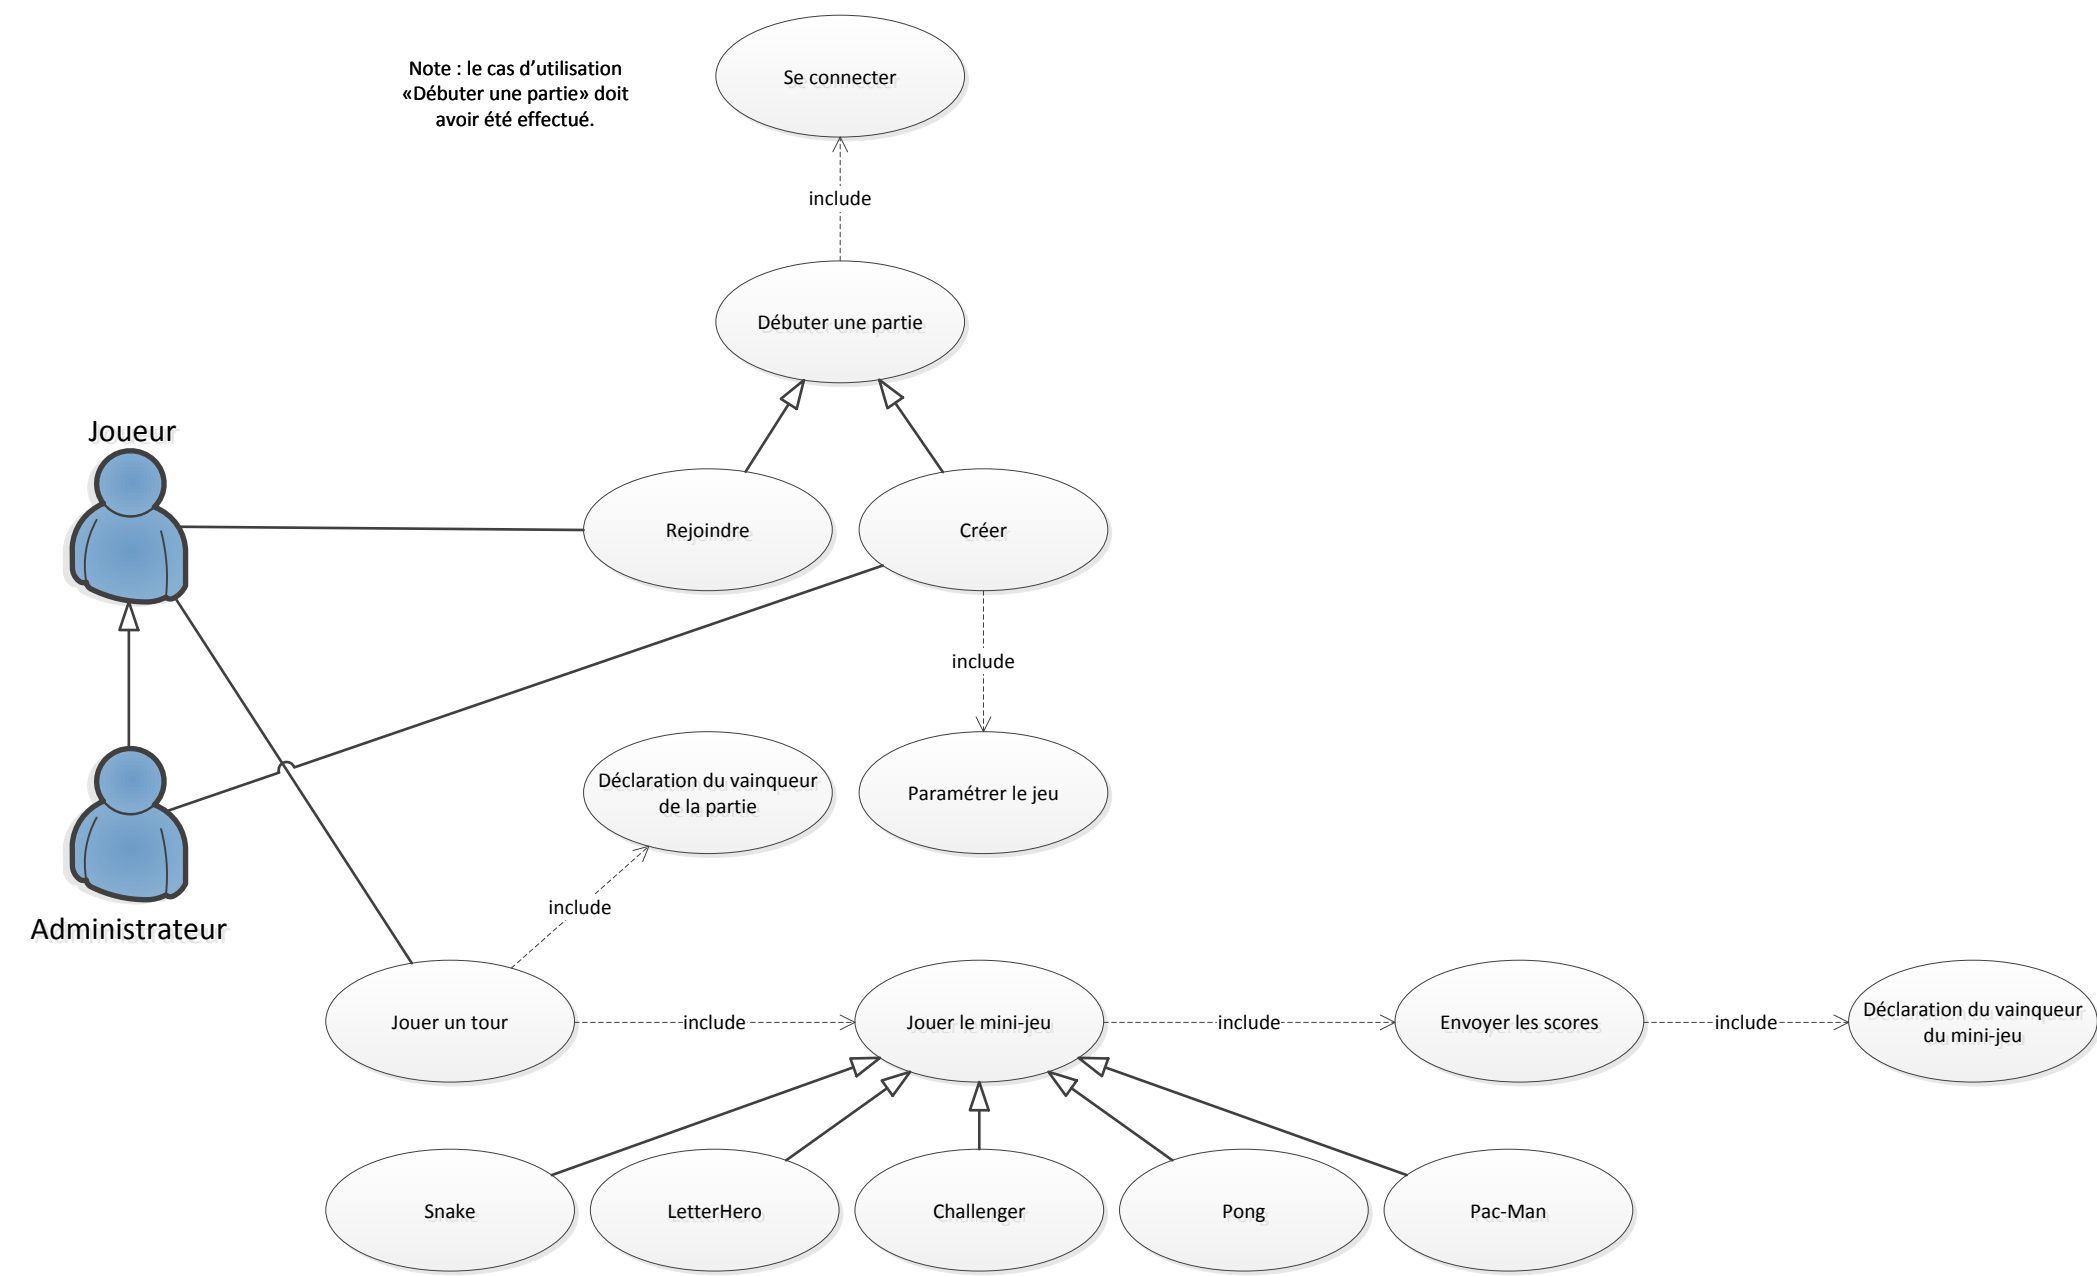 Se connecter
Note : le cas d’utilisation
«Débuter une partie» doit
avoir été effectué.
include
Débuter une partie
Joueur
Rejoindre
Créer
include
Déclaration du vainqueur
de la partie
Paramétrer le jeu
include
Administrateur
Jouer un tour
include
Jouer le mini-jeu
include
Envoyer les scores
include
Déclaration du vainqueur
du mini-jeu
Snake
LetterHero
Challenger
Pong
Pac-Man